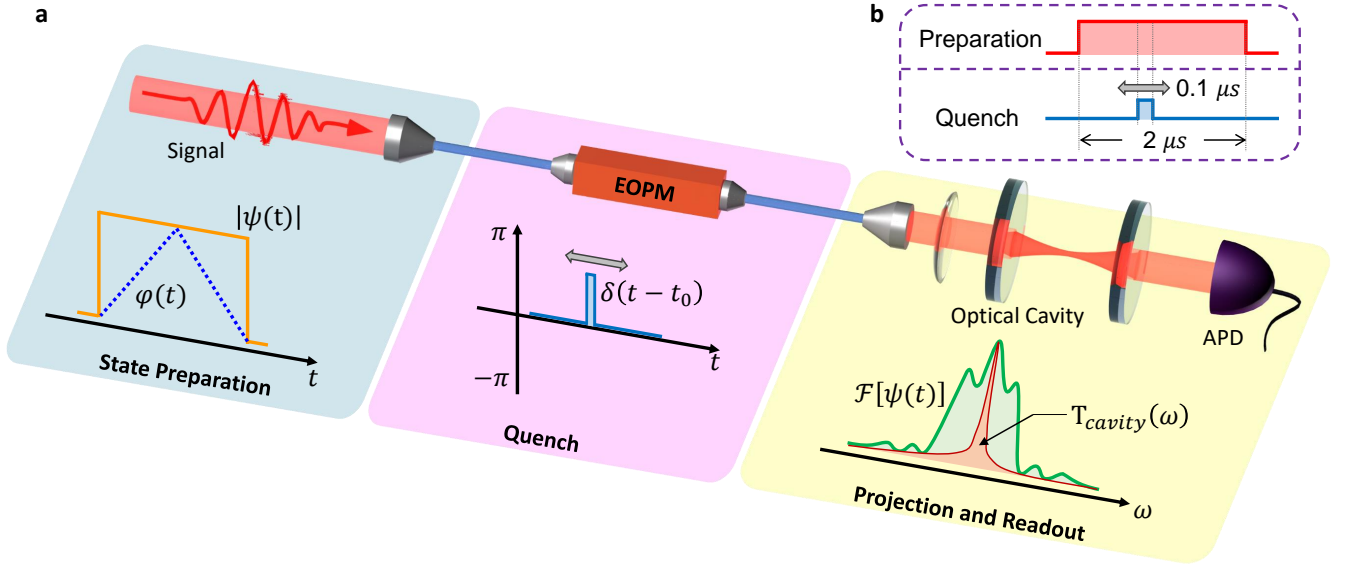 a
Signal
|ψ(t)|
φ(t)
t
State Preparation
EOPM
π
δ(t − t₀)
t
−π
Quench
Optical Cavity
APD
ℱ[ψ(t)]
T_cavity(ω)
ω
Projection and Readout
b
Preparation
0.1 μs
Quench
2 μs